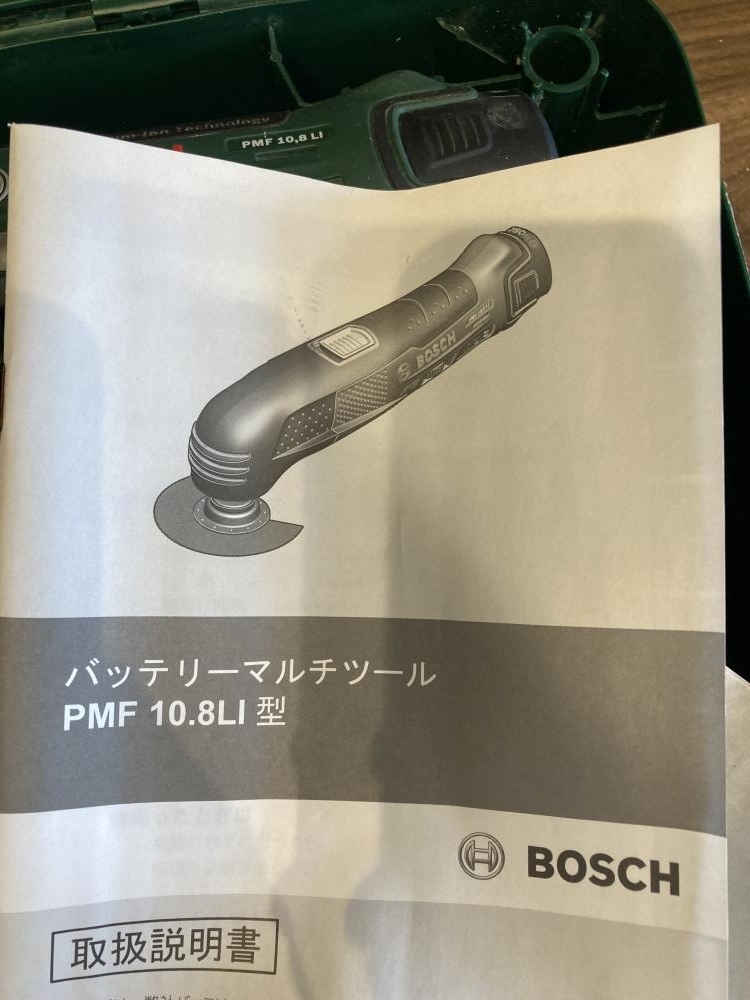 PMF 10,8 LI
BOSCH
バッテリーマルチツール
PMF 10.8LI 型
BOSCH
取扱説明書